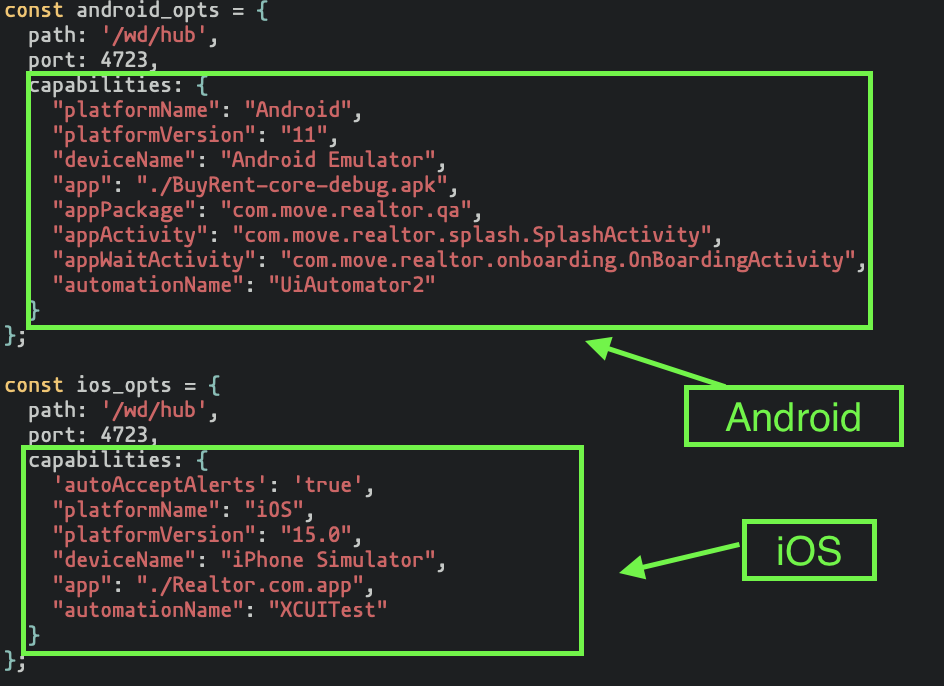 const android_opts = {
path: '/wd/hub',
port: 4723,
capabilities: {
"platformName": "Android",
"platformVersion": "11",
"deviceName": "Android Emulator",
"app": "./BuyRent-core-debug.apk",
"appPackage": "com.move.realtor.qa",
"appActivity": "com.move.realtor.splash.SplashActivity",
"appWaitActivity": "com.move.realtor.onboarding.OnBoardingActivity",
"automationName": "UiAutomator2"
}
};
const ios_opts = {
path: '/wd/hub',
Android
port: 4723,
capabilities: {
'autoAcceptAlerts': 'true',
"platformName": "iOS",
"platformVersion": "15.0",
iOS
"deviceName": "iPhone Simulator",
"app": "./Realtor.com.app",
"automationName": "XCUITest"
}
};